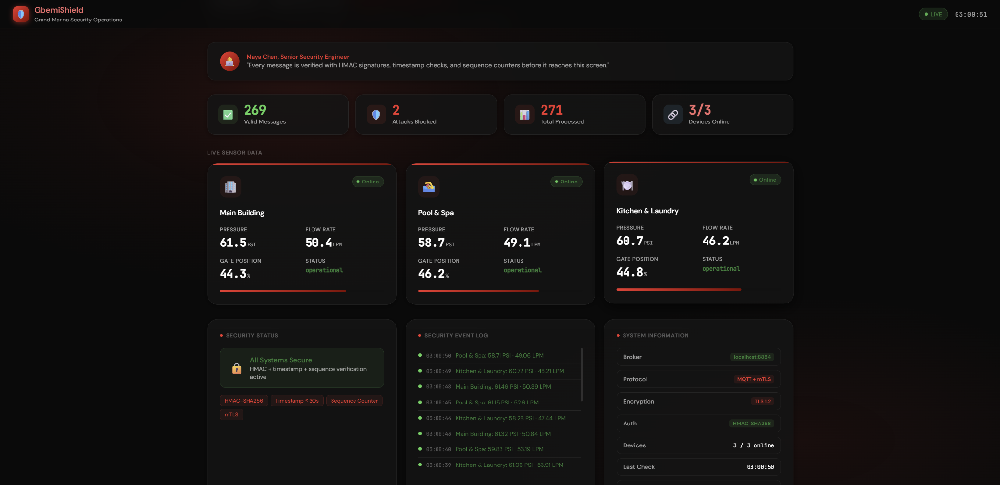 GbemiShield
Grand Marina Security Operations
LIVE
03:00:51
Maya Chen, Senior Security Engineer
"Every message is verified with HMAC signatures, timestamp checks, and sequence counters before it reaches this screen."
269
Valid Messages
2
Attacks Blocked
271
Total Processed
3/3
Devices Online
LIVE SENSOR DATA
Online
Main Building
PRESSURE
FLOW RATE
61.5 PSI
50.4 LPM
GATE POSITION
STATUS
44.3 %
operational
Online
Pool & Spa
PRESSURE
FLOW RATE
58.7 PSI
49.1 LPM
GATE POSITION
STATUS
46.2 %
operational
Online
Kitchen & Laundry
PRESSURE
FLOW RATE
60.7 PSI
46.2 LPM
GATE POSITION
STATUS
44.8 %
operational
SECURITY STATUS
All Systems Secure
HMAC + timestamp + sequence verification
active
HMAC-SHA256
Timestamp ≤ 30s
Sequence Counter
mTLS
SECURITY EVENT LOG
03:00:50 Pool & Spa: 58.71 PSI · 49.06 LPM
03:00:49 Kitchen & Laundry: 60.72 PSI · 46.21 LPM
03:00:48 Main Building: 61.46 PSI · 50.39 LPM
03:00:45 Pool & Spa: 61.15 PSI · 52.6 LPM
03:00:44 Kitchen & Laundry: 58.28 PSI · 47.44 LPM
03:00:43 Main Building: 61.32 PSI · 50.84 LPM
03:00:40 Pool & Spa: 59.83 PSI · 53.19 LPM
03:00:39 Kitchen & Laundry: 61.06 PSI · 53.91 LPM
SYSTEM INFORMATION
Broker localhost:8884
Protocol MQTT + mTLS
Encryption TLS 1.2
Auth HMAC-SHA256
Devices 3 / 3 online
Last Check 03:00:50